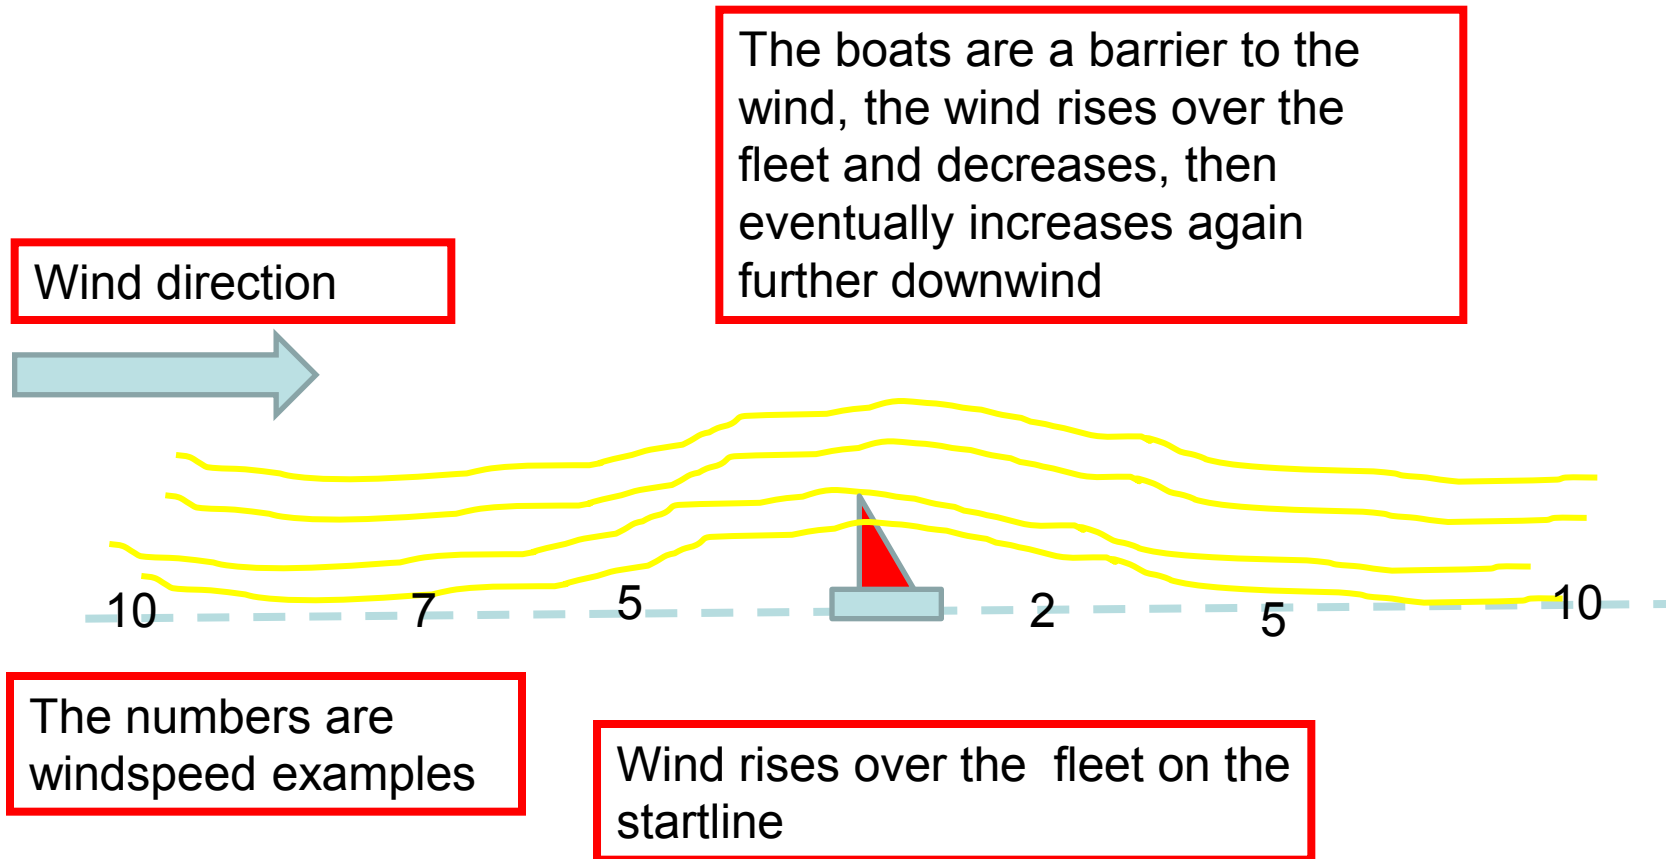 The boats are a barrier to the
wind, the wind rises over the
fleet and decreases, then
eventually increases again
further downwind
Wind direction
10 7 5 2 5 10
The numbers are
windspeed examples
Wind rises over the  fleet on the
startline